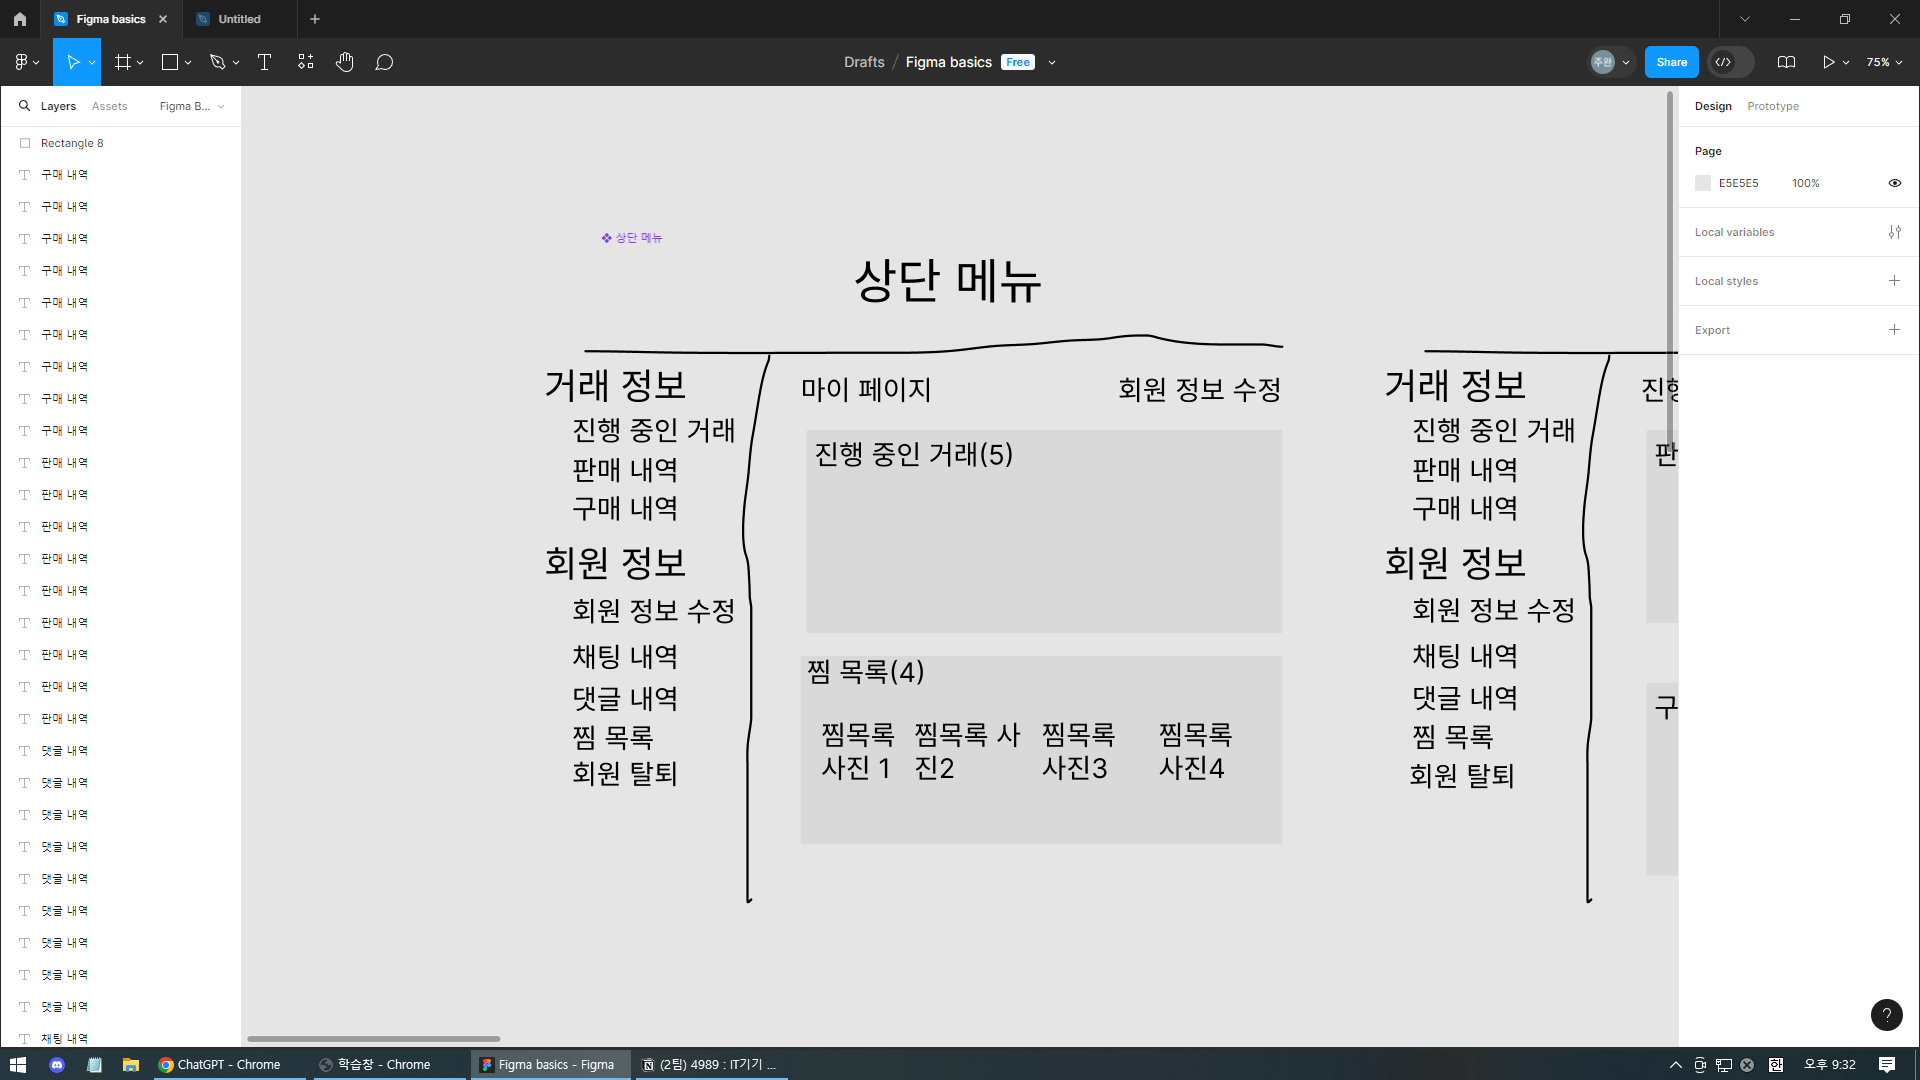 Figma basics
Untitled
Drafts / Figma basics Free
주완
Share
75%
Layers
Assets
Figma B...
Design
Prototype
Rectangle 8
구매 내역
구매 내역
구매 내역
구매 내역
구매 내역
구매 내역
구매 내역
구매 내역
구매 내역
판매 내역
판매 내역
판매 내역
판매 내역
판매 내역
판매 내역
판매 내역
판매 내역
판매 내역
댓글 내역
댓글 내역
댓글 내역
댓글 내역
댓글 내역
댓글 내역
댓글 내역
댓글 내역
댓글 내역
채팅 내역
상단 메뉴
상단 메뉴
거래 정보
진행 중인 거래
판매 내역
구매 내역
회원 정보
회원 정보 수정
채팅 내역
댓글 내역
찜 목록
회원 탈퇴
마이 페이지
회원 정보 수정
진행 중인 거래(5)
찜 목록(4)
찜목록
사진 1
찜목록 사
진2
찜목록
사진3
찜목록
사진4
거래 정보
진행 중인 거래
판매 내역
구매 내역
회원 정보
회원 정보 수정
채팅 내역
댓글 내역
찜 목록
회원 탈퇴
판
구
Page
E5E5E5
100%
Local variables
Local styles
Export
?
ChatGPT - Chrome
학습창 - Chrome
Figma basics - Figma
(2팀) 4989 : IT기기 ...
한
오후 9:32